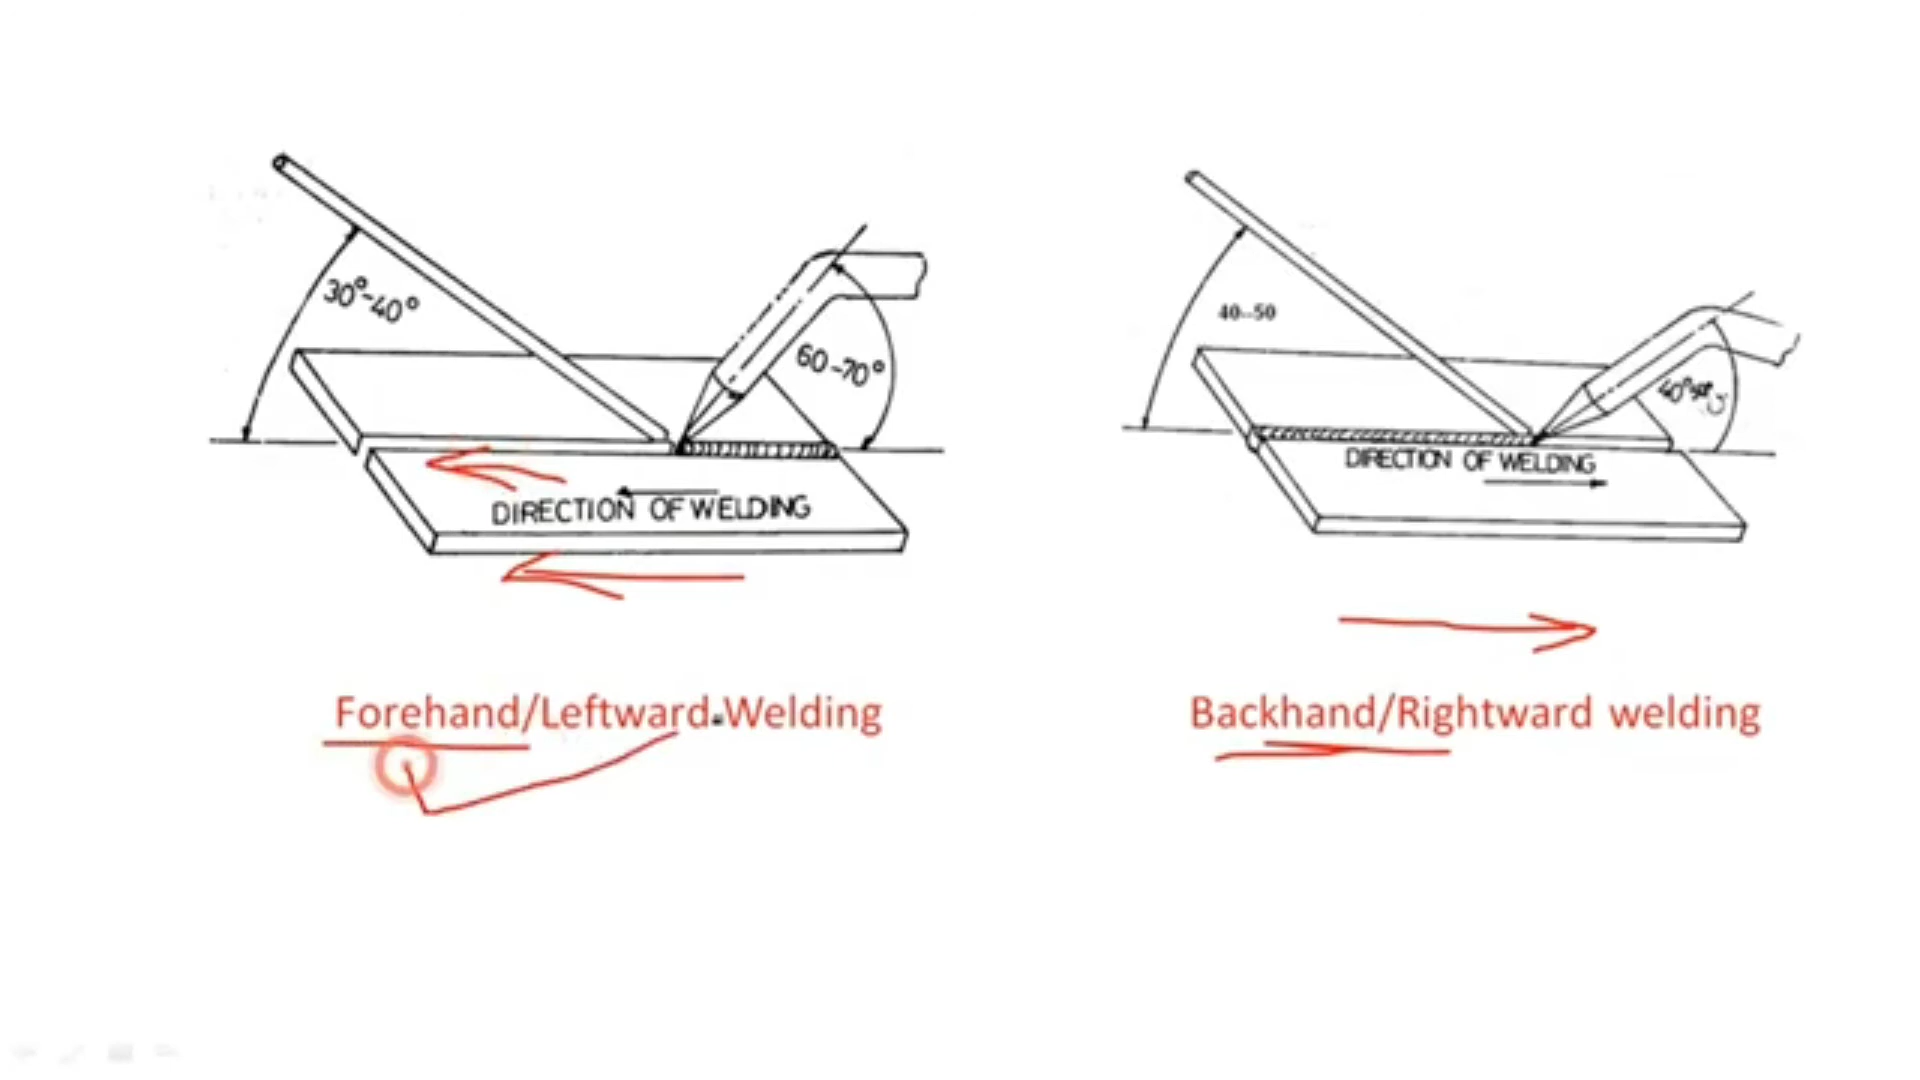 30°-40°
60-70°
DIRECTION OF WELDING
Forehand/Leftward Welding
40--50
DIRECTION OF WELDING
Backhand/Rightward welding